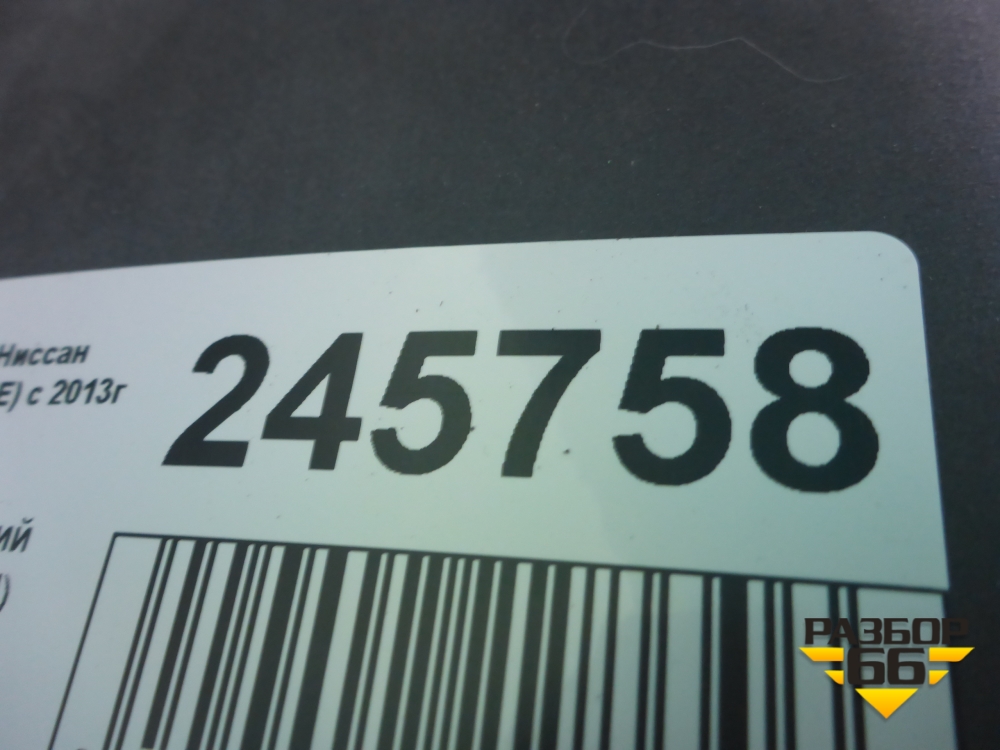 Ниссан
Е) с 2013г
245758
ий
)
РАЗБОР
66